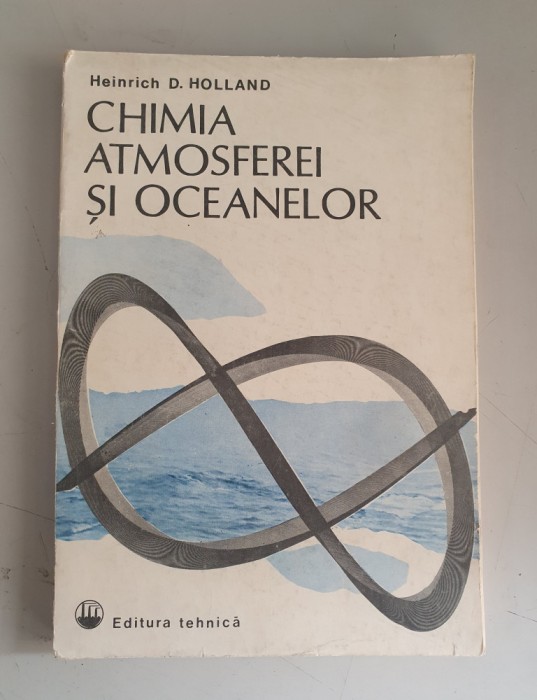 Heinrich D. HOLLAND
CHIMIA
ATMOSFEREI
ȘI OCEANELOR
Editura tehnică